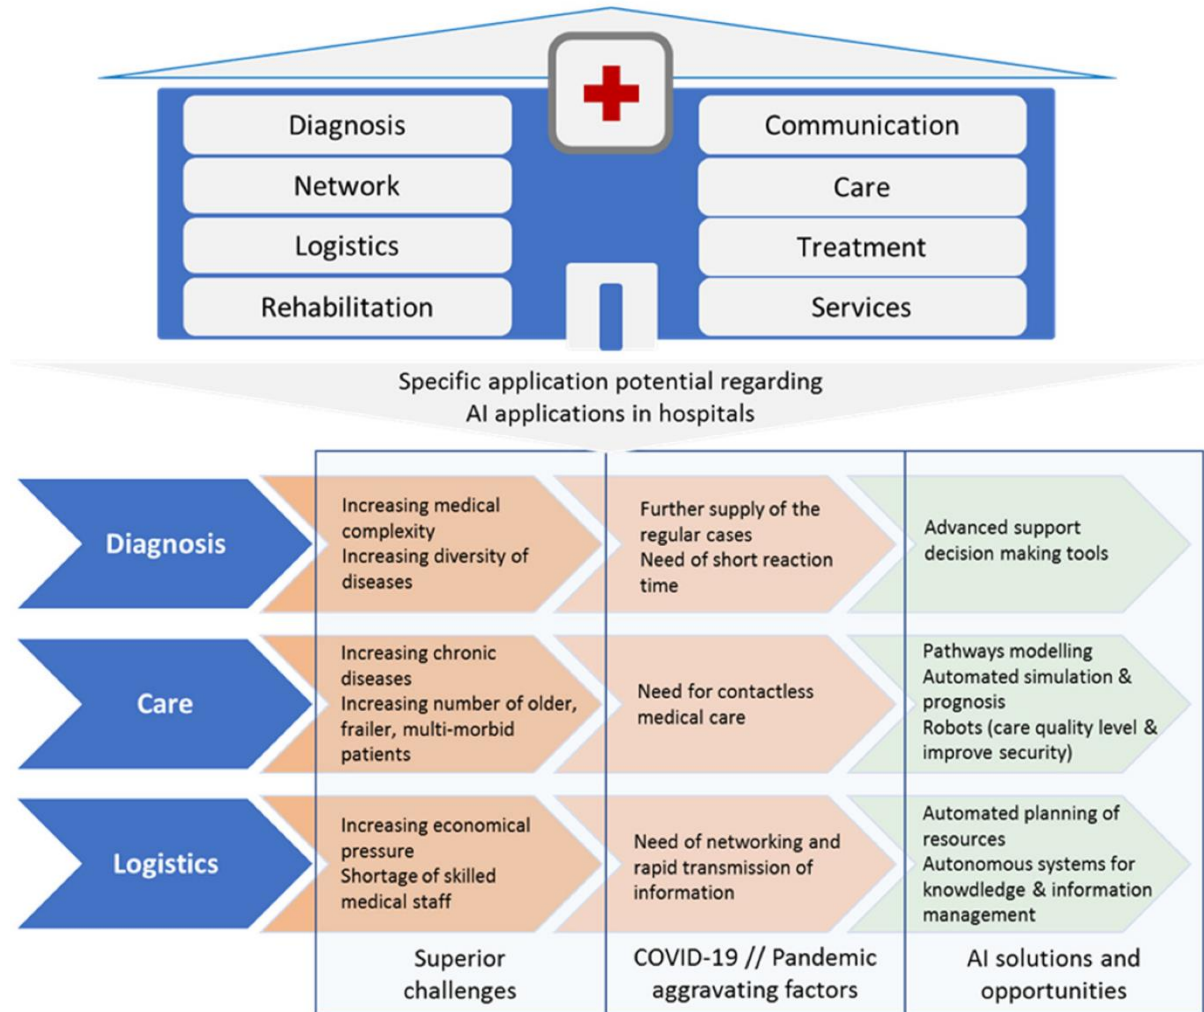 Diagnosis
Network
Logistics
Rehabilitation
Communication
Care
Treatment
Services
Specific application potential regarding
AI applications in hospitals
Diagnosis
Increasing medical
complexity
Increasing diversity of
diseases
Further supply of the
regular cases
Need of short reaction
time
Advanced support
decision making tools
Care
Increasing chronic
diseases
Increasing number of older,
frailer, multi-morbid
patients
Need for contactless
medical care
Pathways modelling
Automated simulation &
prognosis
Robots (care quality level &
improve security)
Logistics
Increasing economical
pressure
Shortage of skilled
medical staff
Need of networking and
rapid transmission of
information
Automated planning of
resources
Autonomous systems for
knowdledge & information
management
Superior
challenges
COVID-19 // Pandemic
aggravating factors
AI solutions and
opportunities